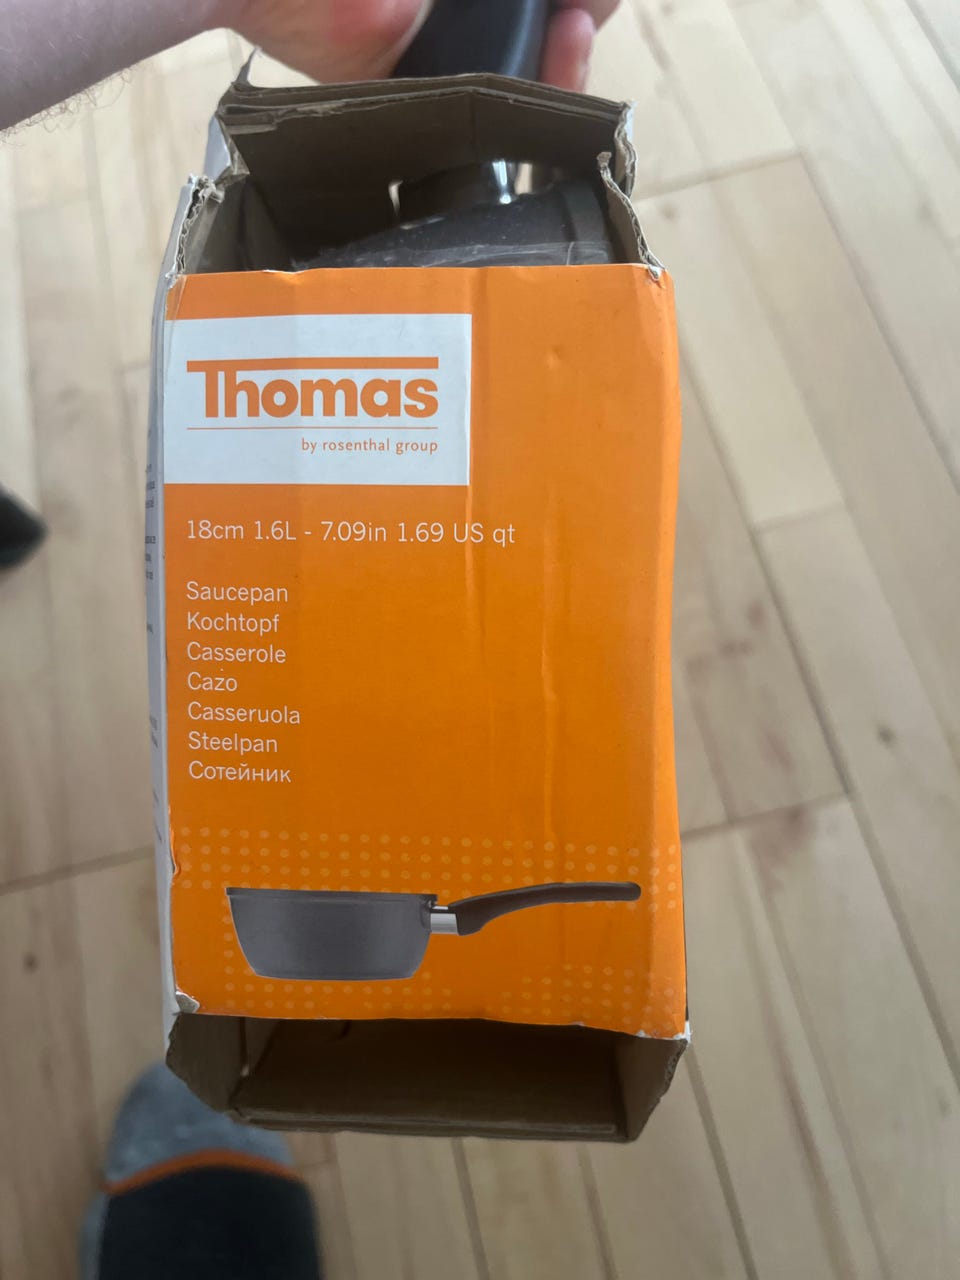 Thomas
by rosenthal group
18cm 1.6L - 7.09in 1.69 US qt
Saucepan
Kochtopf
Casserole
Cazo
Casseruola
Steelpan
Сотейник